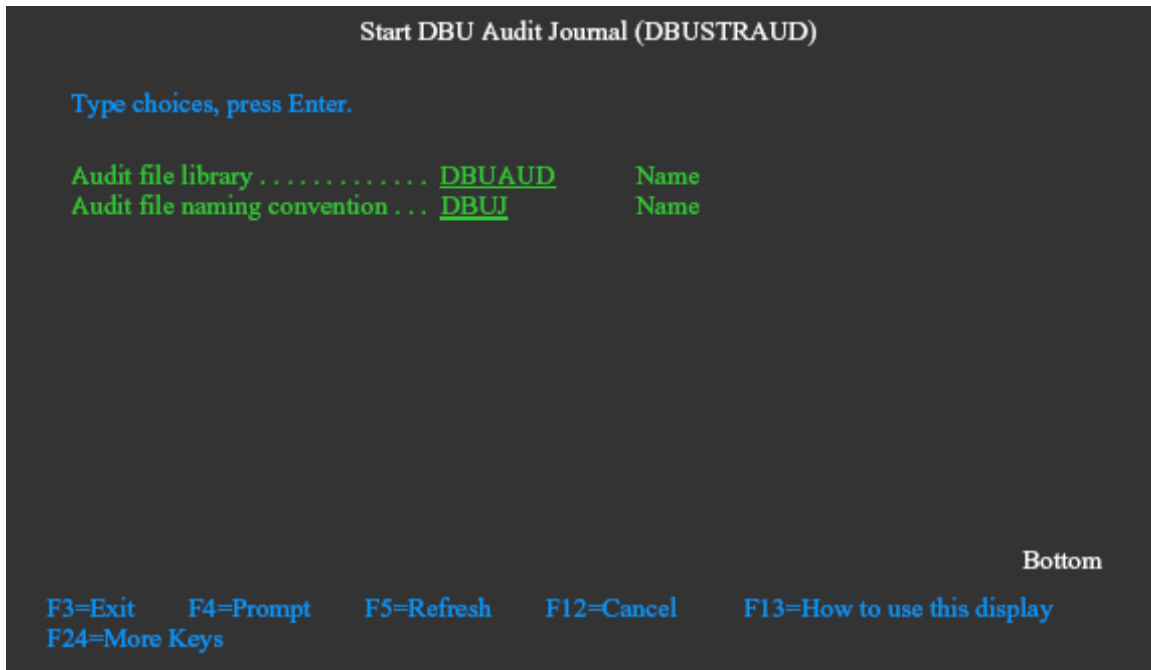 Start DBU Audit Journal (DBUSTRAUD)
Type choices, press Enter.
Audit file library . . . . . . . . . . . . . DBUAUD Name
Audit file naming convention . . . DBUJ Name
Bottom
F3=Exit F4=Prompt F5=Refresh F12=Cancel F13=How to use this display
F24=More Keys